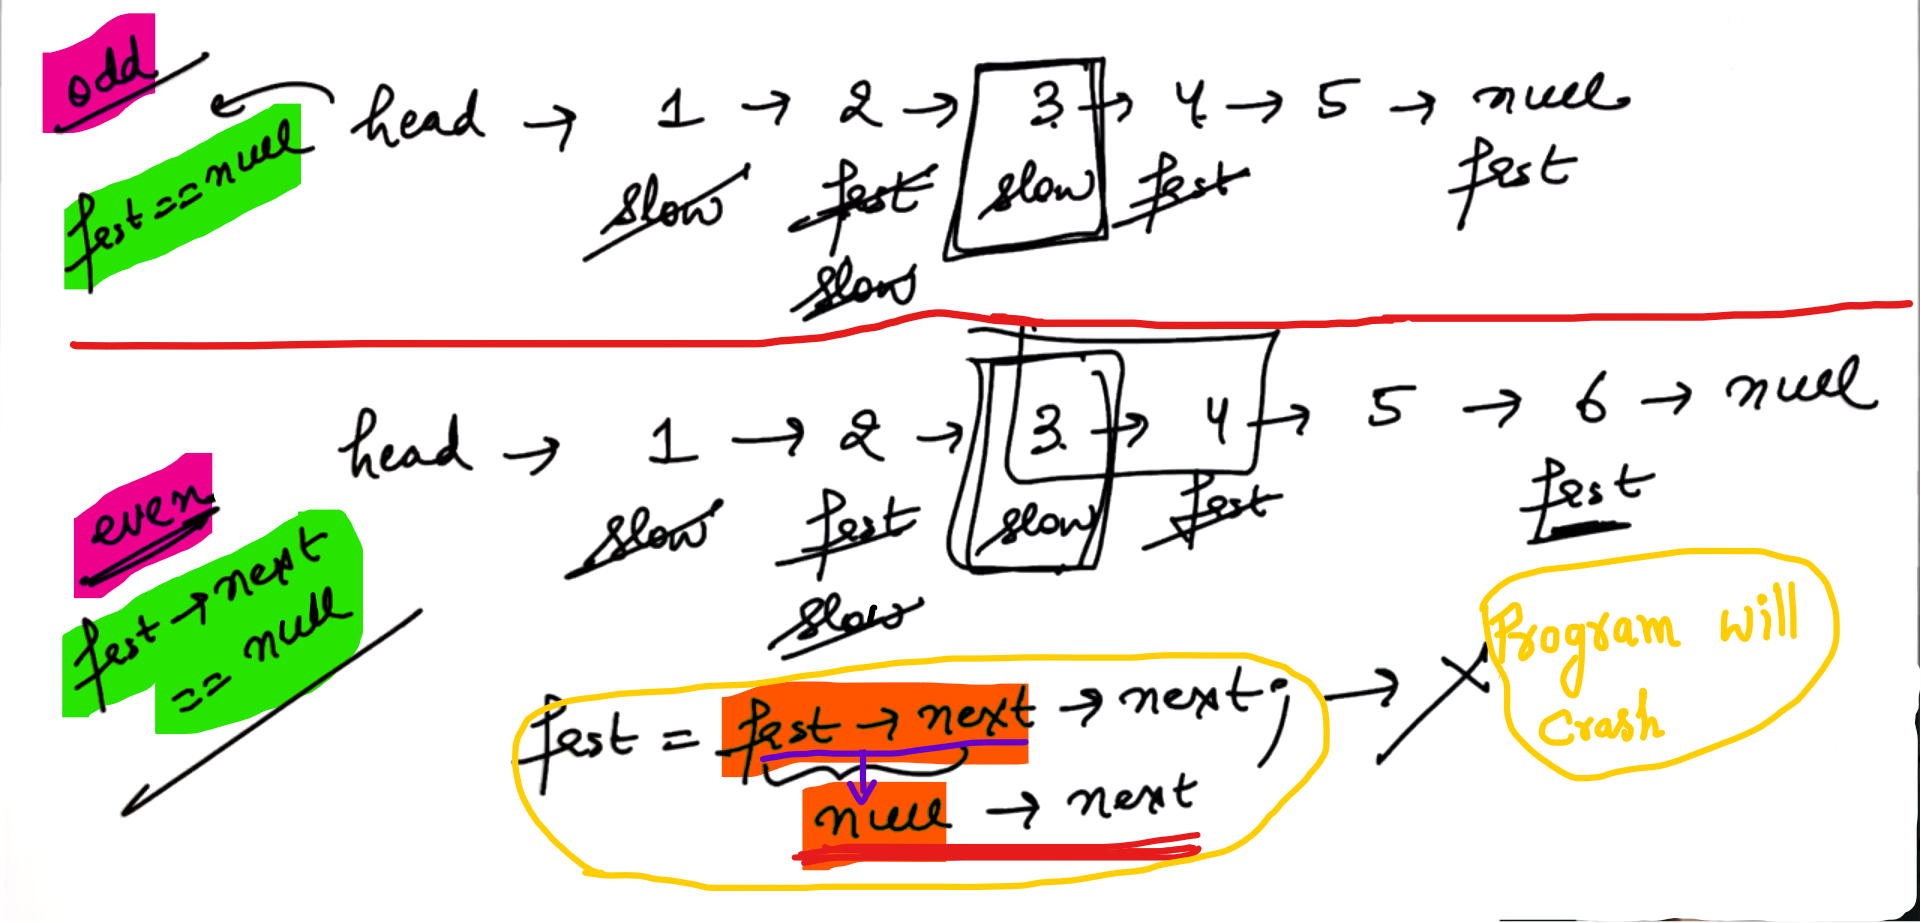 odd
head → 1 → 2 → 3 → 4 → 5 → null
fast == null
slow fast slow fast fast
slow
head → 1 → 2 → 3 → 4 → 5 → 6 → null
even
slow fast slow fast fast
fast → next
== null
slow
Program will
crash
fast = fast → next → next;
null → next